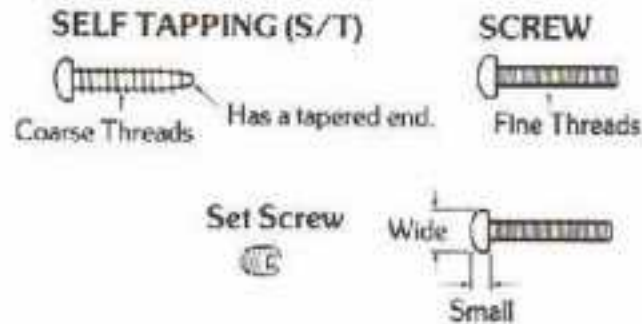 SELF TAPPING (S/T)
SCREW
Coarse Threads
Has a tapered end.
Fine Threads
Set Screw
Wide
Small